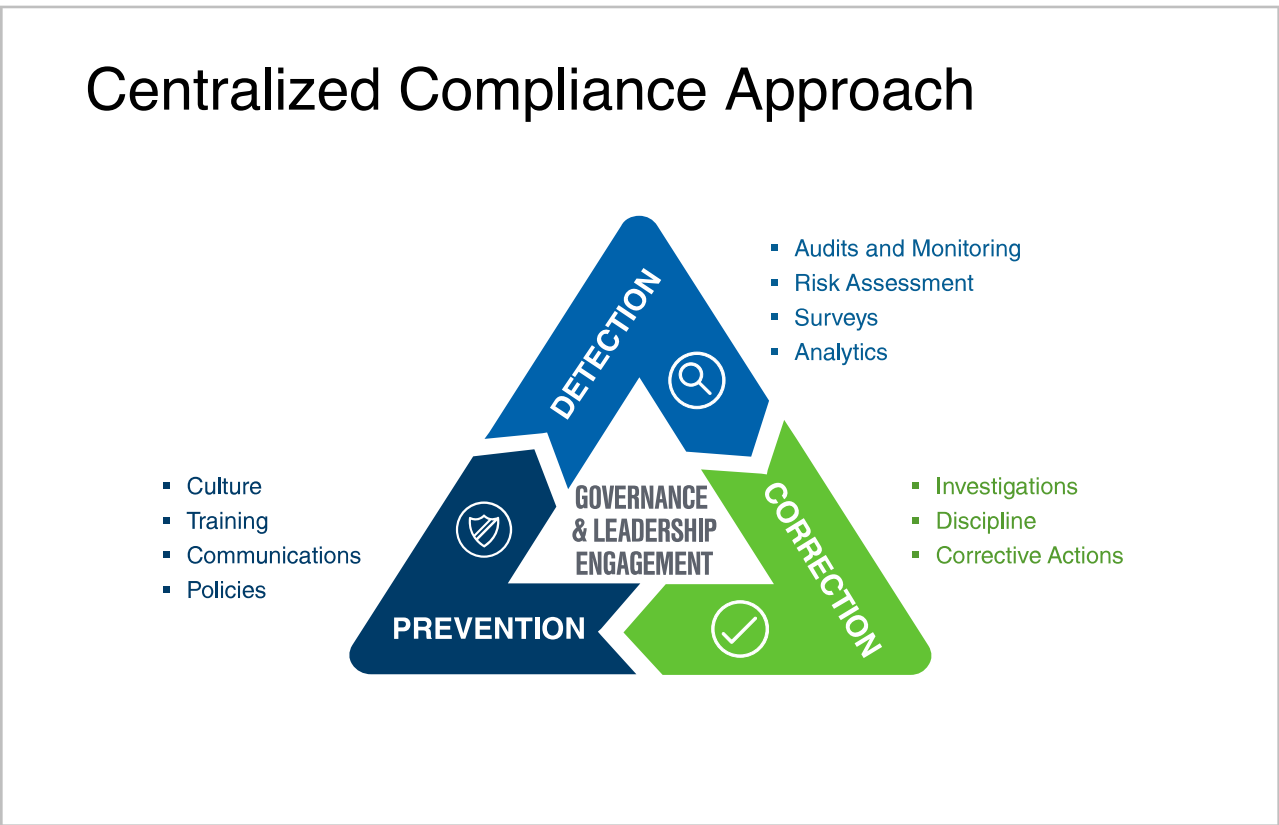 Centralized Compliance Approach
DETECTION
▪ Audits and Monitoring
▪ Risk Assessment
▪ Surveys
▪ Analytics
▪ Culture
▪ Training
▪ Communications
▪ Policies
PREVENTION
GOVERNANCE
& LEADERSHIP
ENGAGEMENT
CORRECTION
▪ Investigations
▪ Discipline
▪ Corrective Actions